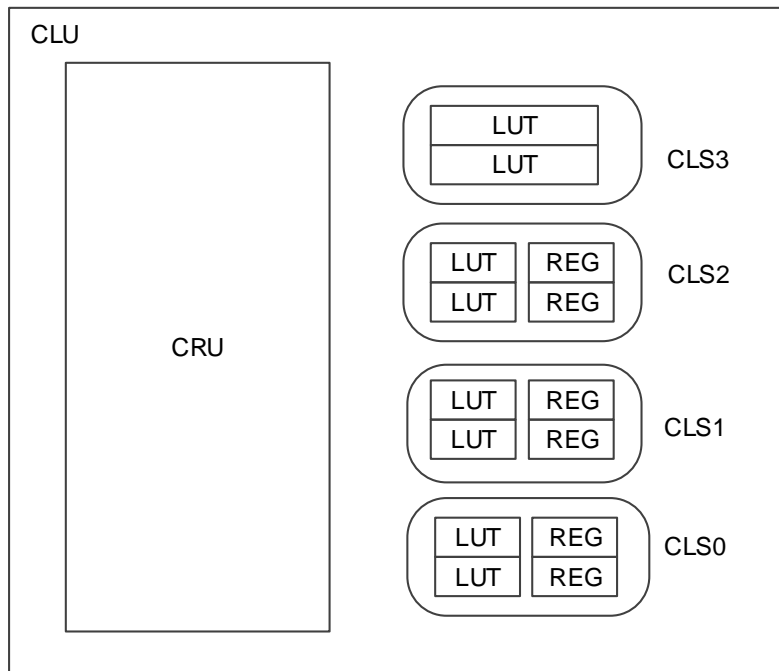 CLU
CRU
LUT
LUT
CLS3
LUT REG
LUT REG
CLS2
LUT REG
LUT REG
CLS1
LUT REG
LUT REG
CLS0